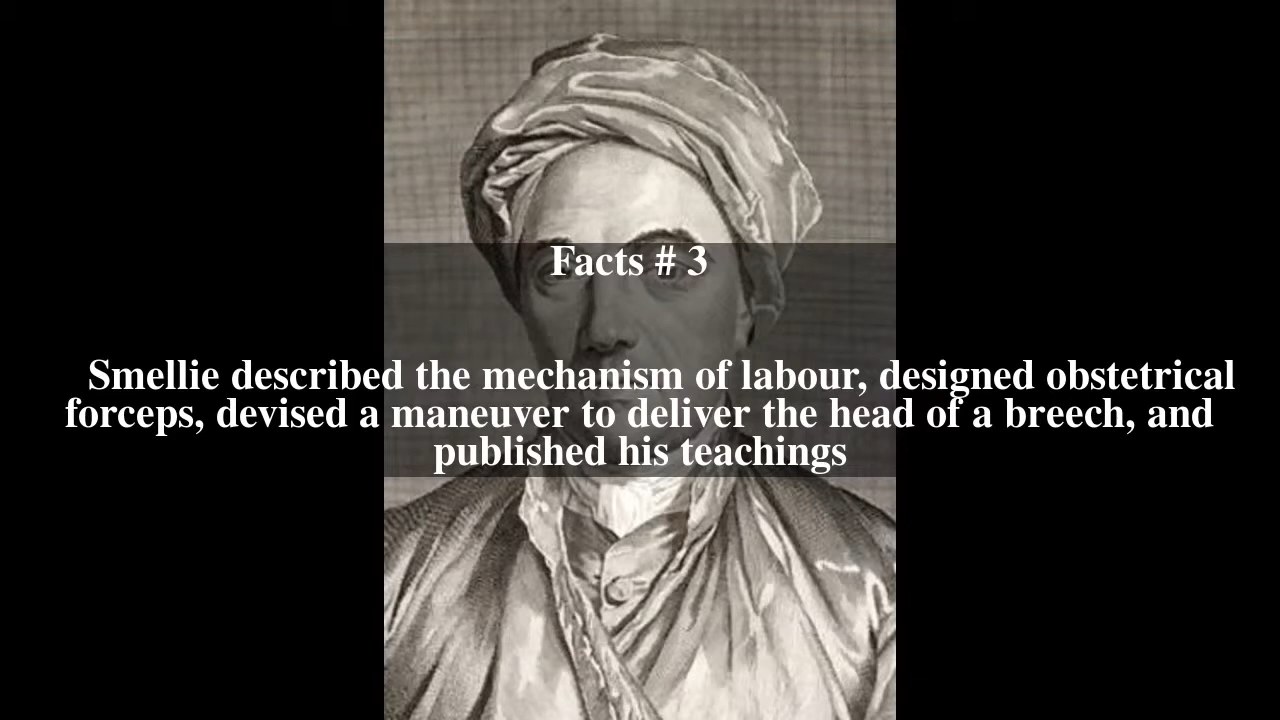 Facts # 3
Smellie described the mechanism of labour, designed obstetrical
forceps, devised a maneuver to deliver the head of a breech, and
published his teachings